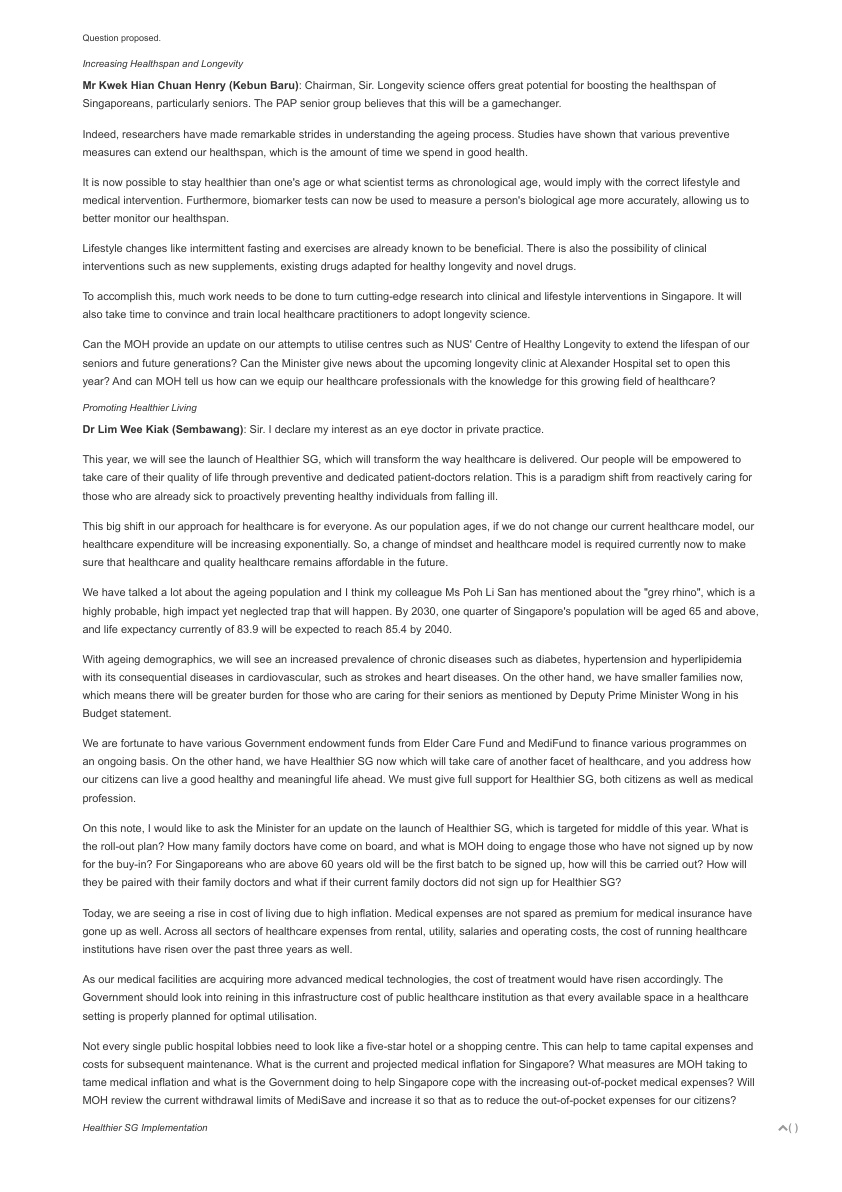 Question proposed.
Increasing Healthspan and Longevity
Mr Kwek Hian Chuan Henry (Kebun Baru): Chairman, Sir. Longevity science offers great potential for boosting the healthspan of
Singaporeans, particularly seniors. The PAP senior group believes that this will be a gamechanger.
Indeed, researchers have made remarkable strides in understanding the ageing process. Studies have shown that various preventive
measures can extend our healthspan, which is the amount of time we spend in good health.
It is now possible to stay healthier than one's age or what scientist terms as chronological age, would imply with the correct lifestyle and
medical intervention. Furthermore, biomarker tests can now be used to measure a person's biological age more accurately, allowing us to
better monitor our healthspan.
Lifestyle changes like intermittent fasting and exercises are already known to be beneficial. There is also the possibility of clinical
interventions such as new supplements, existing drugs adapted for healthy longevity and novel drugs.
To accomplish this, much work needs to be done to turn cutting-edge research into clinical and lifestyle interventions in Singapore. It will
also take time to convince and train local healthcare practitioners to adopt longevity science.
Can the MOH provide an update on our attempts to utilise centres such as NUS' Centre of Healthy Longevity to extend the lifespan of our
seniors and future generations? Can the Minister give news about the upcoming longevity clinic at Alexander Hospital set to open this
year? And can MOH tell us how can we equip our healthcare professionals with the knowledge for this growing field of healthcare?
Promoting Healthier Living
Dr Lim Wee Kiak (Sembawang): Sir. I declare my interest as an eye doctor in private practice.
This year, we will see the launch of Healthier SG, which will transform the way healthcare is delivered. Our people will be empowered to
take care of their quality of life through preventive and dedicated patient-doctors relation. This is a paradigm shift from reactively caring for
those who are already sick to proactively preventing healthy individuals from falling ill.
This big shift in our approach for healthcare is for everyone. As our population ages, if we do not change our current healthcare model, our
healthcare expenditure will be increasing exponentially. So, a change of mindset and healthcare model is required currently now to make
sure that healthcare and quality healthcare remains affordable in the future.
We have talked a lot about the ageing population and I think my colleague Ms Poh Li San has mentioned about the "grey rhino", which is a
highly probable, high impact yet neglected trap that will happen. By 2030, one quarter of Singapore's population will be aged 65 and above,
and life expectancy currently of 83.9 will be expected to reach 85.4 by 2040.
With ageing demographics, we will see an increased prevalence of chronic diseases such as diabetes, hypertension and hyperlipidemia
with its consequential diseases in cardiovascular, such as strokes and heart diseases. On the other hand, we have smaller families now,
which means there will be greater burden for those who are caring for their seniors as mentioned by Deputy Prime Minister Wong in his
Budget statement.
We are fortunate to have various Government endowment funds from Elder Care Fund and MediFund to finance various programmes on
an ongoing basis. On the other hand, we have Healthier SG now which will take care of another facet of healthcare, and you address how
our citizens can live a good healthy and meaningful life ahead. We must give full support for Healthier SG, both citizens as well as medical
profession.
On this note, I would like to ask the Minister for an update on the launch of Healthier SG, which is targeted for middle of this year. What is
the roll-out plan? How many family doctors have come on board, and what is MOH doing to engage those who have not signed up by now
for the buy-in? For Singaporeans who are above 60 years old will be the first batch to be signed up, how will this be carried out? How will
they be paired with their family doctors and what if their current family doctors did not sign up for Healthier SG?
Today, we are seeing a rise in cost of living due to high inflation. Medical expenses are not spared as premium for medical insurance have
gone up as well. Across all sectors of healthcare expenses from rental, utility, salaries and operating costs, the cost of running healthcare
institutions have risen over the past three years as well.
As our medical facilities are acquiring more advanced medical technologies, the cost of treatment would have risen accordingly. The
Government should look into reining in this infrastructure cost of public healthcare institution as that every available space in a healthcare
setting is properly planned for optimal utilisation.
Not every single public hospital lobbies need to look like a five-star hotel or a shopping centre. This can help to tame capital expenses and
costs for subsequent maintenance. What is the current and projected medical inflation for Singapore? What measures are MOH taking to
tame medical inflation and what is the Government doing to help Singapore cope with the increasing out-of-pocket medical expenses? Will
MOH review the current withdrawal limits of MediSave and increase it so that as to reduce the out-of-pocket expenses for our citizens?
Healthier SG Implementation
( )